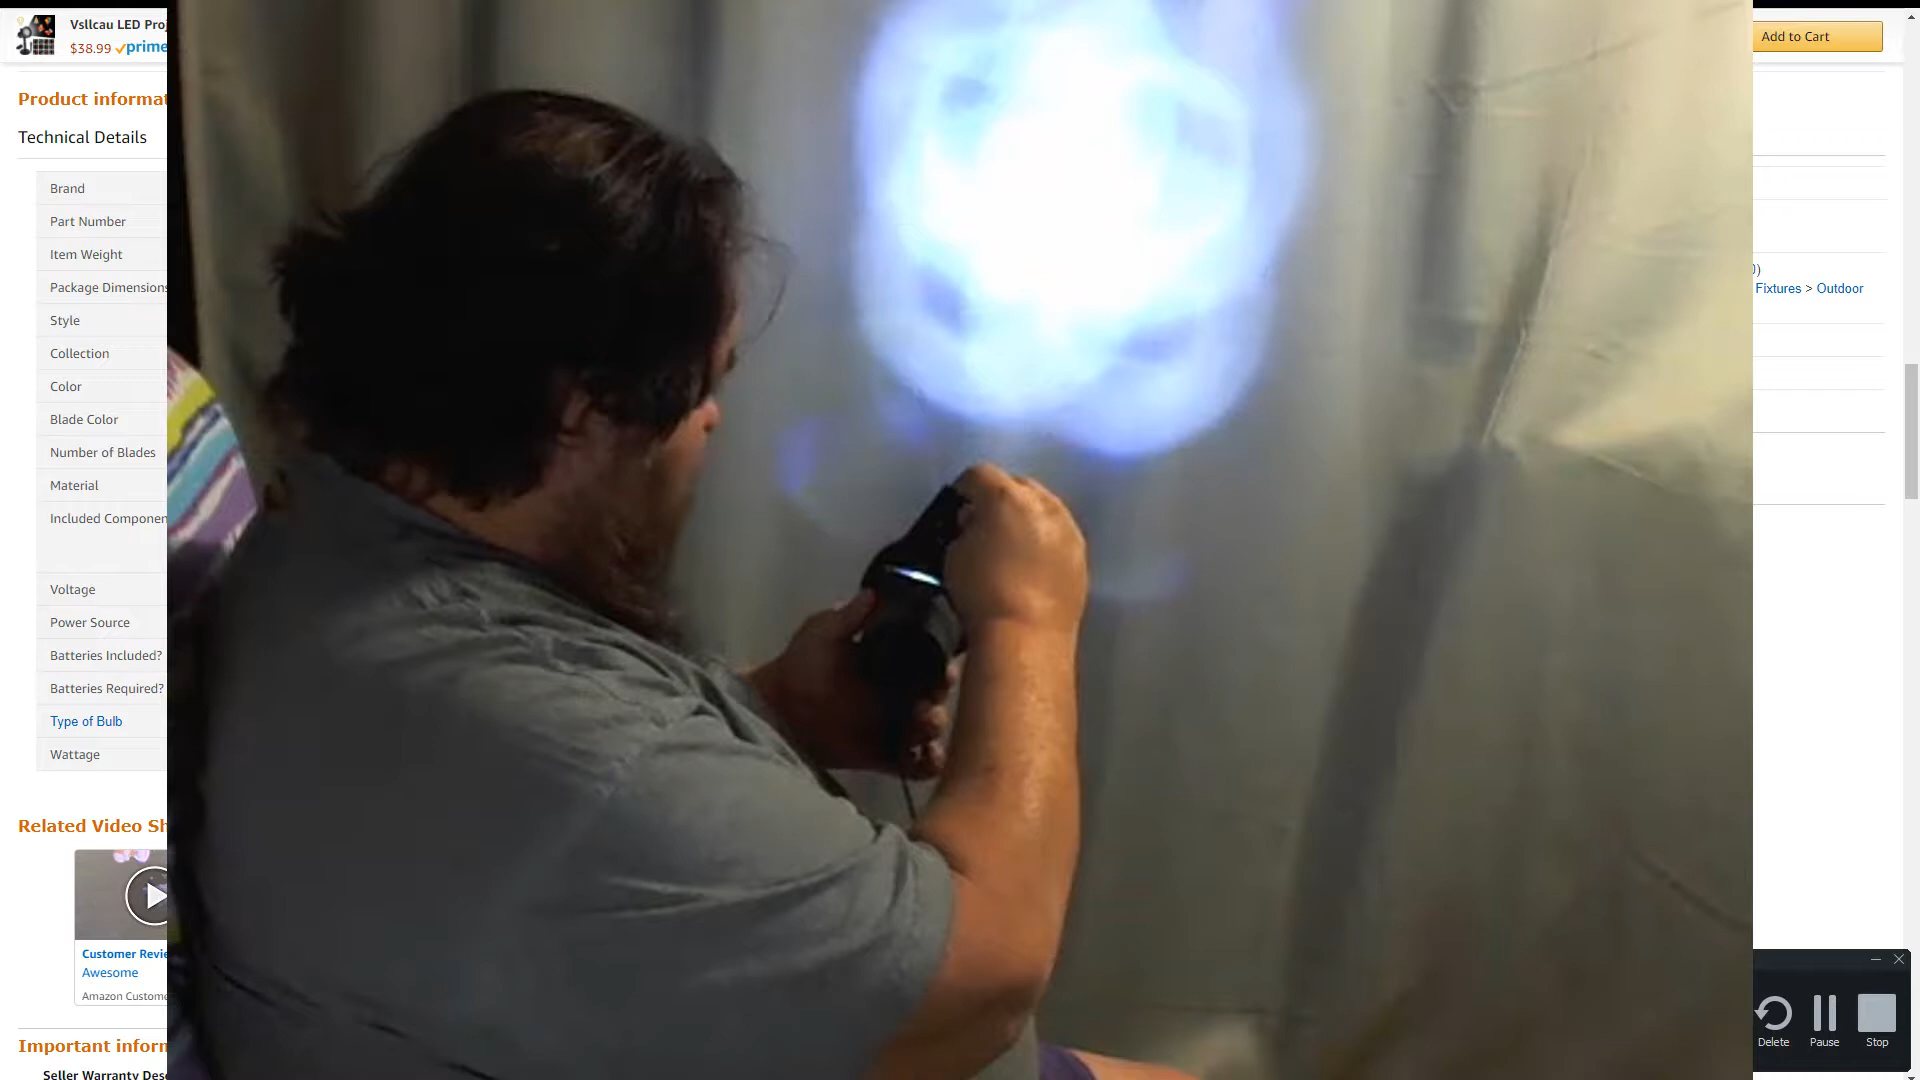 Vsllcau LED Proj
$38.99 prime
Add to Cart
Product informat
Technical Details
Brand
Part Number
Item Weight
Package Dimensions
Style
Collection
Color
Blade Color
Number of Blades
Material
Included Componen
Voltage
Power Source
Batteries Included?
Batteries Required?
Type of Bulb
Wattage
)
Fixtures > Outdoor
Related Video Sh
Customer Revie
Awesome
Amazon Custome
Important inform
Seller Warranty Desc
Delete
Pause
Stop